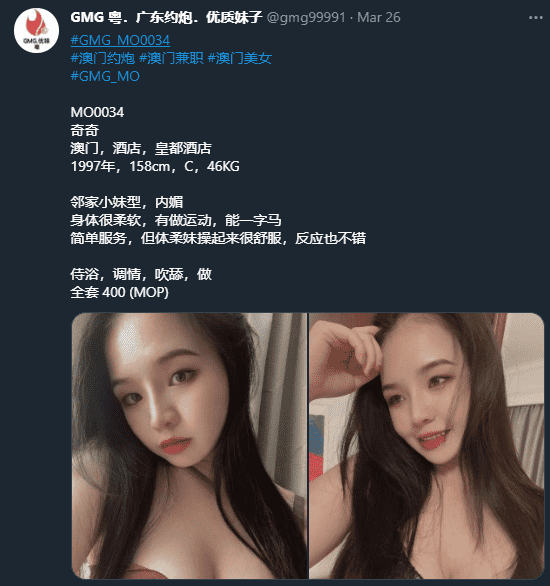 GMG 粤．广东约炮．优质妹子 @gmg99991 · Mar 26
#GMG_MO0034
#澳门约炮 #澳门兼职 #澳门美女
#GMG_MO
MO0034
奇奇
澳门，酒店，皇都酒店
1997年，158cm，C，46KG
邻家小妹型，内媚
身体很柔软，有做运动，能一字马
简单服务，但体柔妹操起来很舒服，反应也不错
侍浴，调情，吹舔，做
全套 400 (MOP)